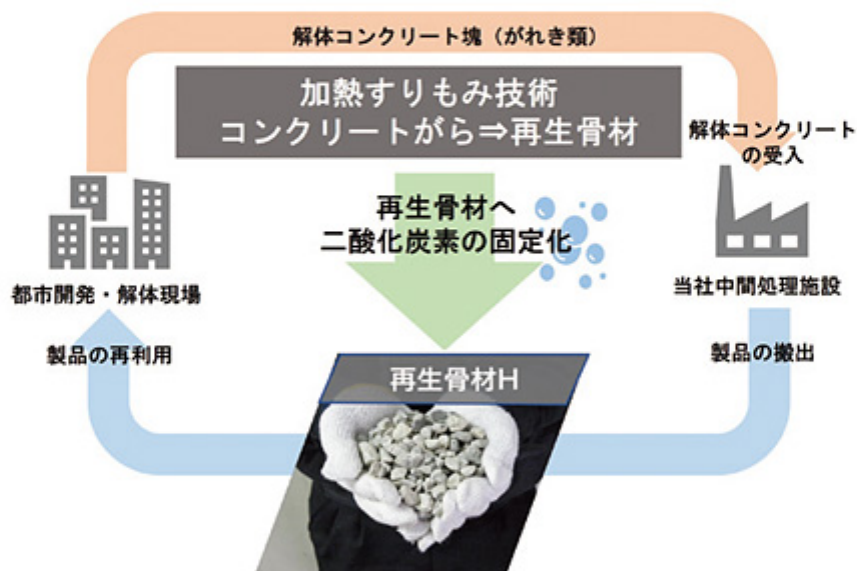 解体コンクリート塊（がれき類）
加熱すりもみ技術
コンクリートがら⇒再生骨材
解体コンクリート
の受入
再生骨材へ
二酸化炭素の固定化
都市開発・解体現場
当社中間処理施設
製品の再利用
製品の搬出
再生骨材H